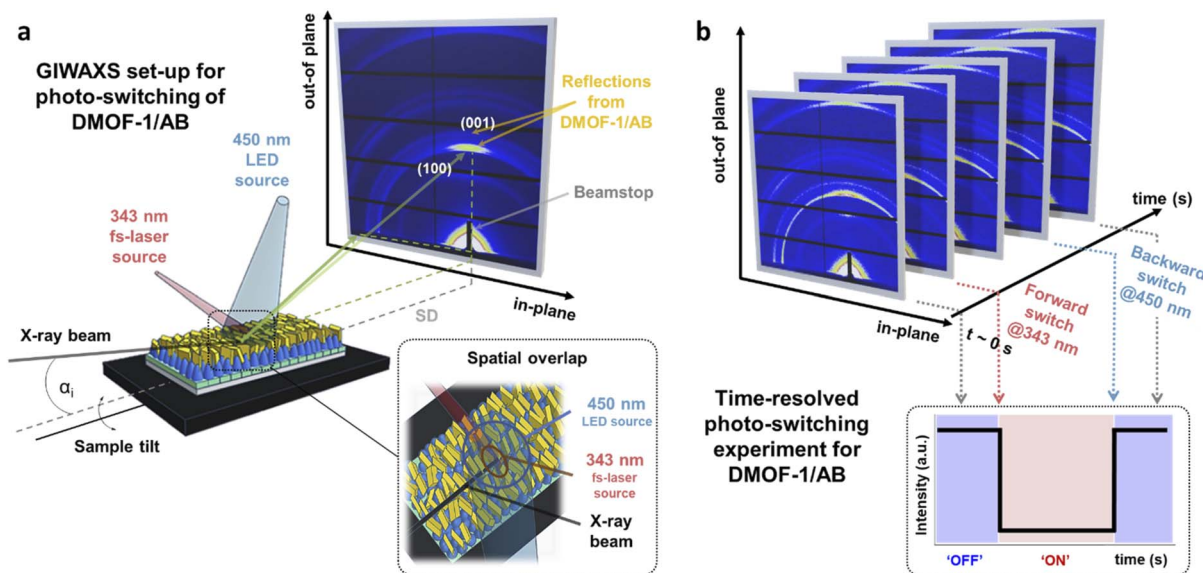 a
GIWAXS set-up for
photo-switching of
DMOF-1/AB
450 nm
LED
source
343 nm
fs-laser
source
X-ray beam
αi
Sample tilt
out-of plane
Reflections
from
DMOF-1/AB
(001)
(100)
Beamstop
in-plane
SD
Spatial overlap
450 nm
LED source
343 nm
fs-laser
source
X-ray
beam
b
out-of plane
in-plane
time (s)
t ~ 0 s
Forward
switch
@343 nm
Backward
switch
@450 nm
Time-resolved
photo-switching
experiment for
DMOF-1/AB
Intensity (a.u.)
'OFF'
'ON'
time (s)